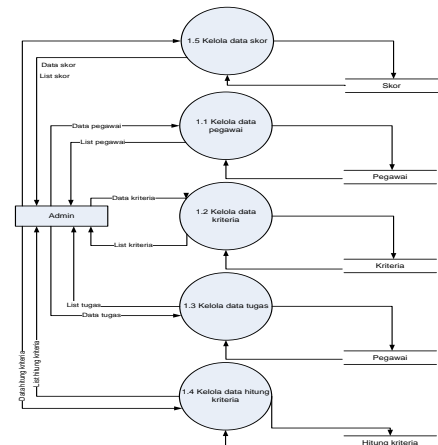 1.5 Kelola data skor
Data skor
List skor
Skor
Data pegawai
1.1 Kelola data
pegawai
List pegawai
Pegawai
Data kriteria
1.2 Kelola data
kriteria
Admin
List kriteria
Kriteria
List tugas
1.3 Kelola data tugas
Data tugas
Pegawai
Data hitung kriteria
List hitung kriteria
1.4 Kelola data hitung
kriteria
Hitung kriteria